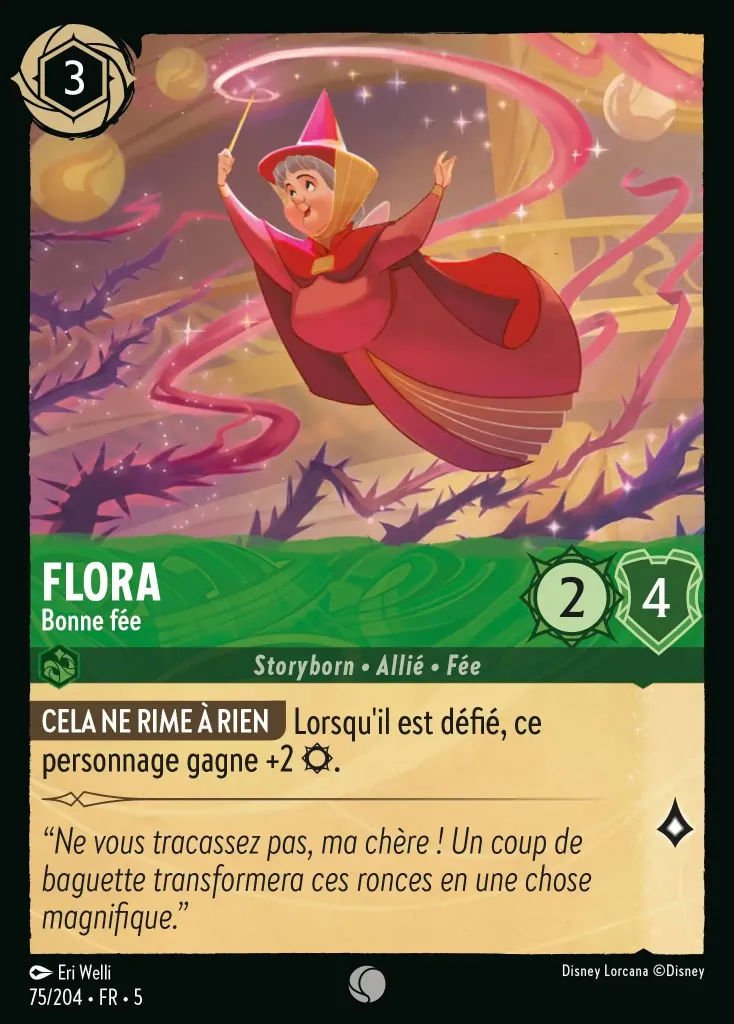 3
FLORA
Bonne fée
2
4
Storyborn • Allié • Fée
CELA NE RIME À RIEN Lorsqu'il est défié, ce
personnage gagne +2 .
“Ne vous tracassez pas, ma chère ! Un coup de
baguette transformera ces ronces en une chose
magnifique.”
Eri Welli
Disney Lorcana ©Disney
75/204 • FR • 5